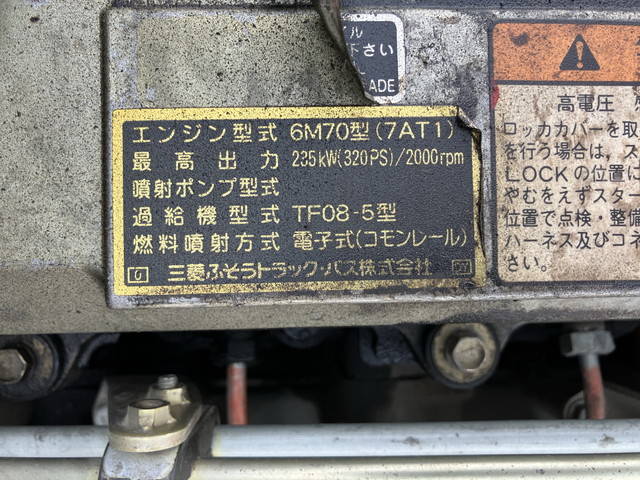 ル
下さい
ADE
エンジン型式 6M70型(7AT1)
最高出力 235kW(320PS)/2000rpm
噴射ポンプ型式
過給機型式 TF08-5型
燃料噴射方式 電子式(コモンレール)
G 三菱ふそうトラック・バス株式会社
高電圧
ロッカカバーを取
を行う場合は，ス
LOCKの位置に
やむをえずスター
位置で点検・整備
ハーネス及びコネ
さい。